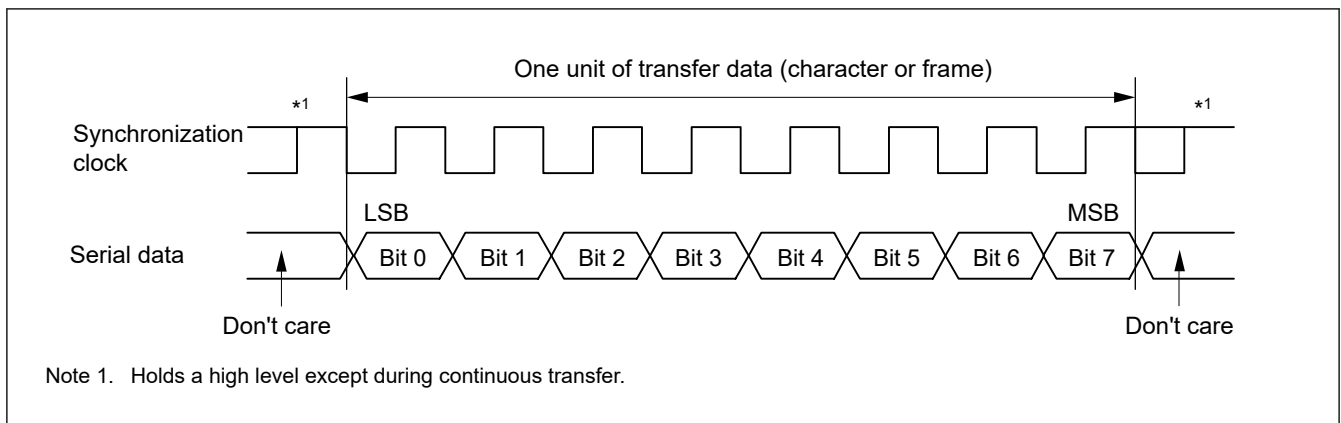 One unit of transfer data (character or frame)
*1 *1
Synchronization
clock
LSB MSB
Serial data Bit 0 Bit 1 Bit 2 Bit 3 Bit 4 Bit 5 Bit 6 Bit 7
Don't care Don't care
Note 1. Holds a high level except during continuous transfer.